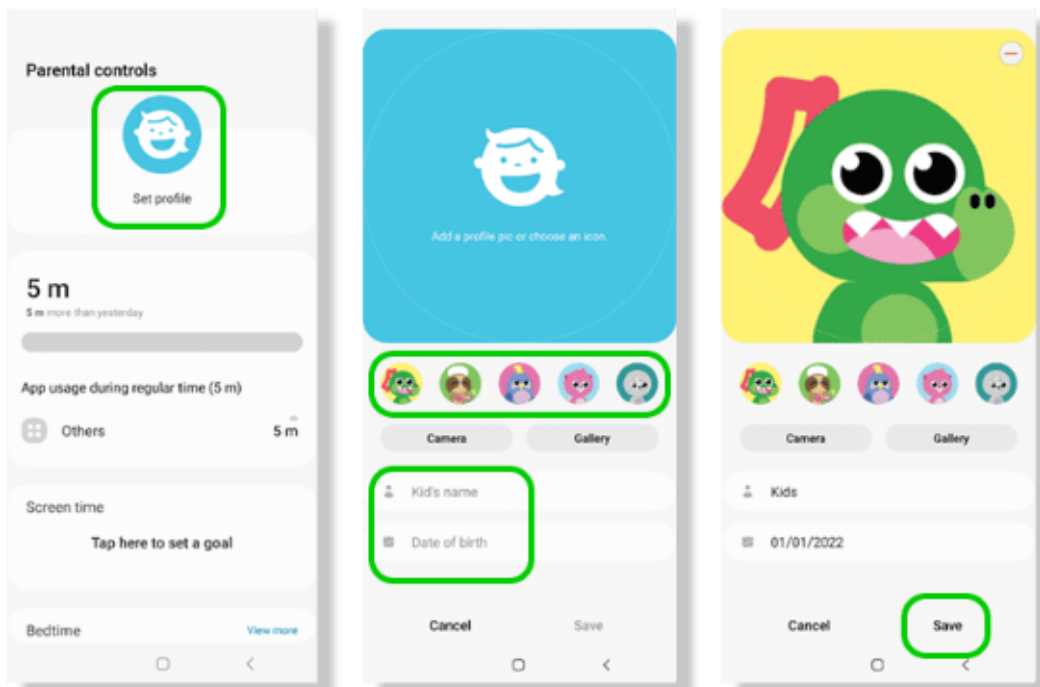 Parental controls
Set profile
5 m
5 m more than yesterday
App usage during regular time (5 m)
Others
5 m
Screen time
Tap here to set a goal
Bedtime
View more
Add a profile pic or choose an icon.
Camera
Gallery
Kid's name
Date of birth
Cancel
Save
Camera
Gallery
Kids
01/01/2022
Cancel
Save